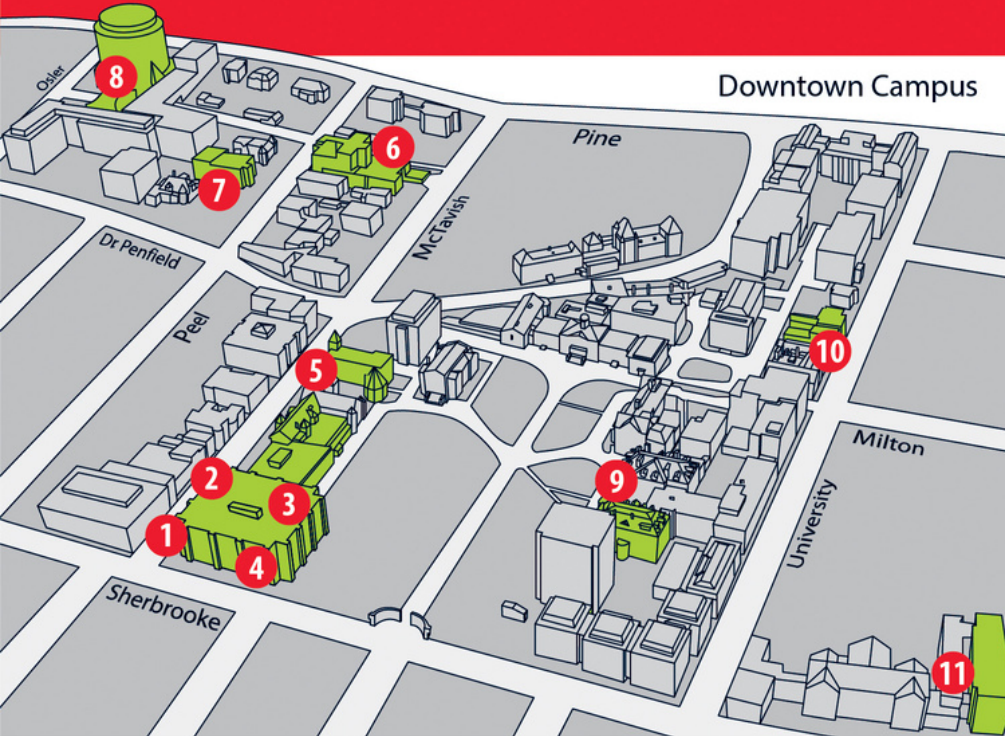 Downtown Campus
Osler
8
Pine
6
7
McTavish
Dr Penfield
Peel
10
5
Milton
2
9
3
University
1
4
Sherbrooke
11